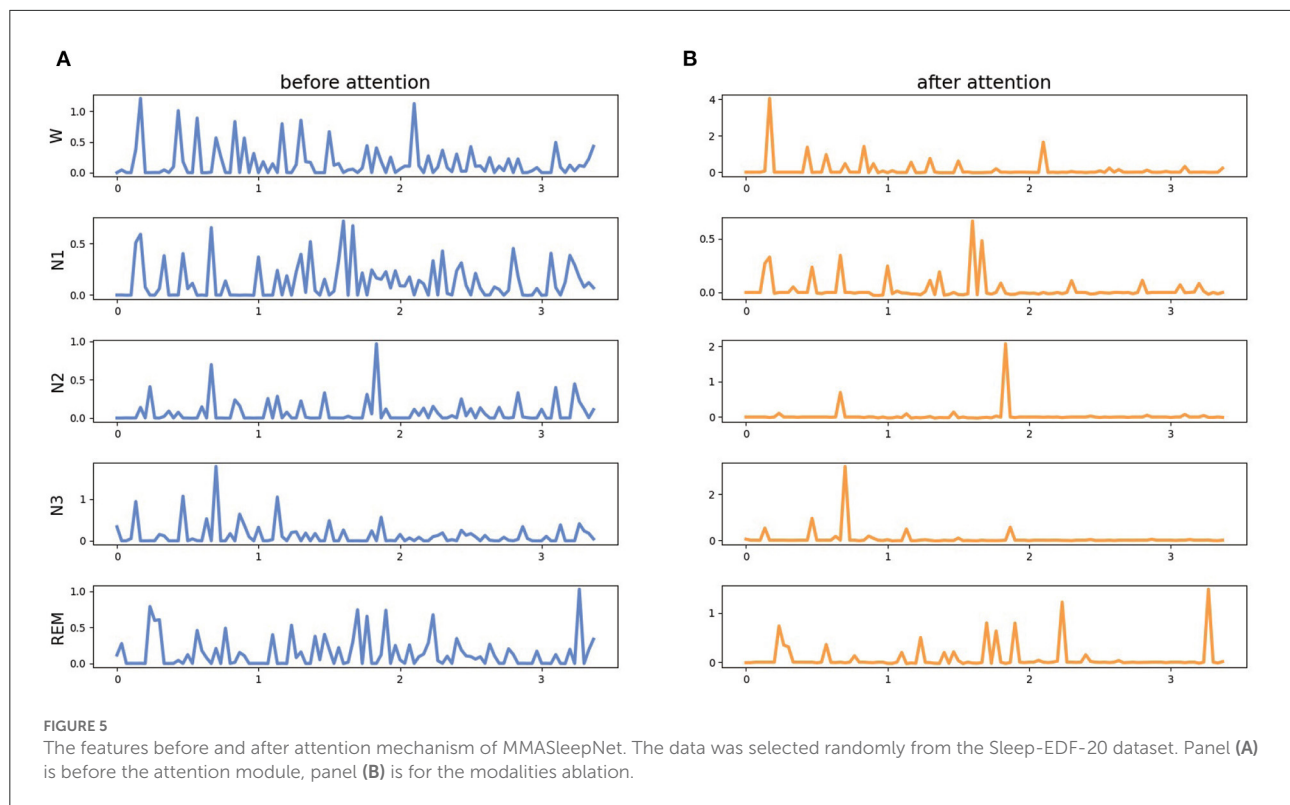 A
B
before attention
after attention
W
1.0
0.5
0.0
0 1 2 3
4
2
0
0 1 2 3
N1
0.5
0.0
0 1 2 3
0.5
0.0
0 1 2 3
N2
1.0
0.5
0.0
0 1 2 3
2
1
0
0 1 2 3
N3
1
0
0 1 2 3
2
0
0 1 2 3
REM
1.0
0.5
0.0
0 1 2 3
1
0
0 1 2 3
FIGURE 5
The features before and after attention mechanism of MMASleepNet. The data was selected randomly from the Sleep-EDF-20 dataset. Panel (A)
is before the attention module, panel (B) is for the modalities ablation.